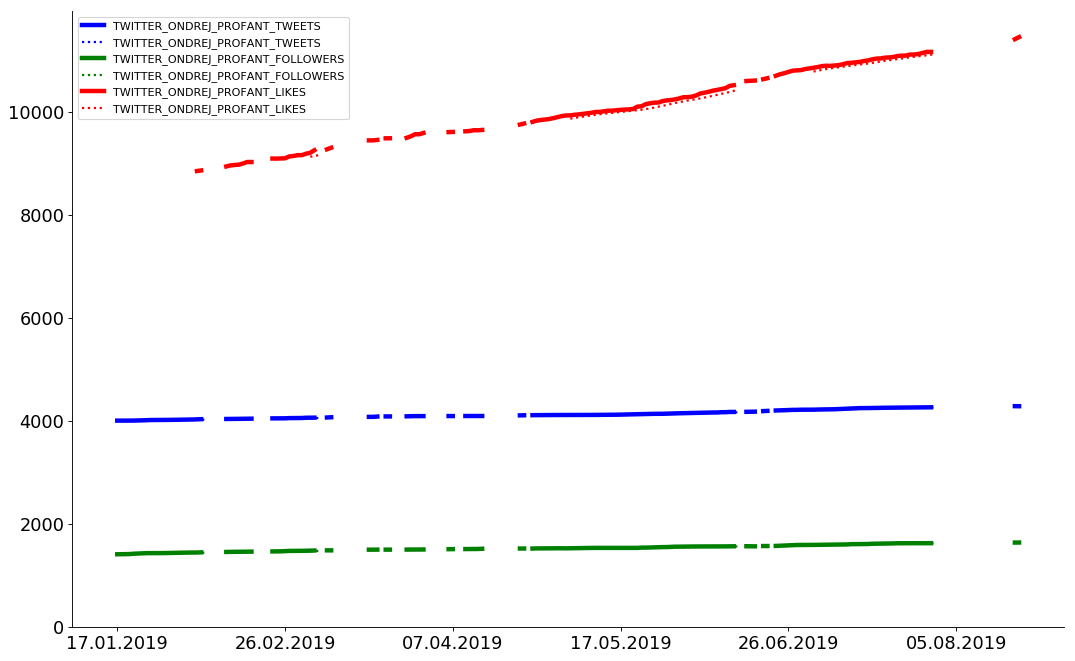 TWITTER_ONDREJ_PROFANT_TWEETS
TWITTER_ONDREJ_PROFANT_TWEETS
TWITTER_ONDREJ_PROFANT_FOLLOWERS
TWITTER_ONDREJ_PROFANT_FOLLOWERS
TWITTER_ONDREJ_PROFANT_LIKES
TWITTER_ONDREJ_PROFANT_LIKES
10000
8000
6000
4000
2000
0
17.01.2019 26.02.2019 07.04.2019 17.05.2019 26.06.2019 05.08.2019